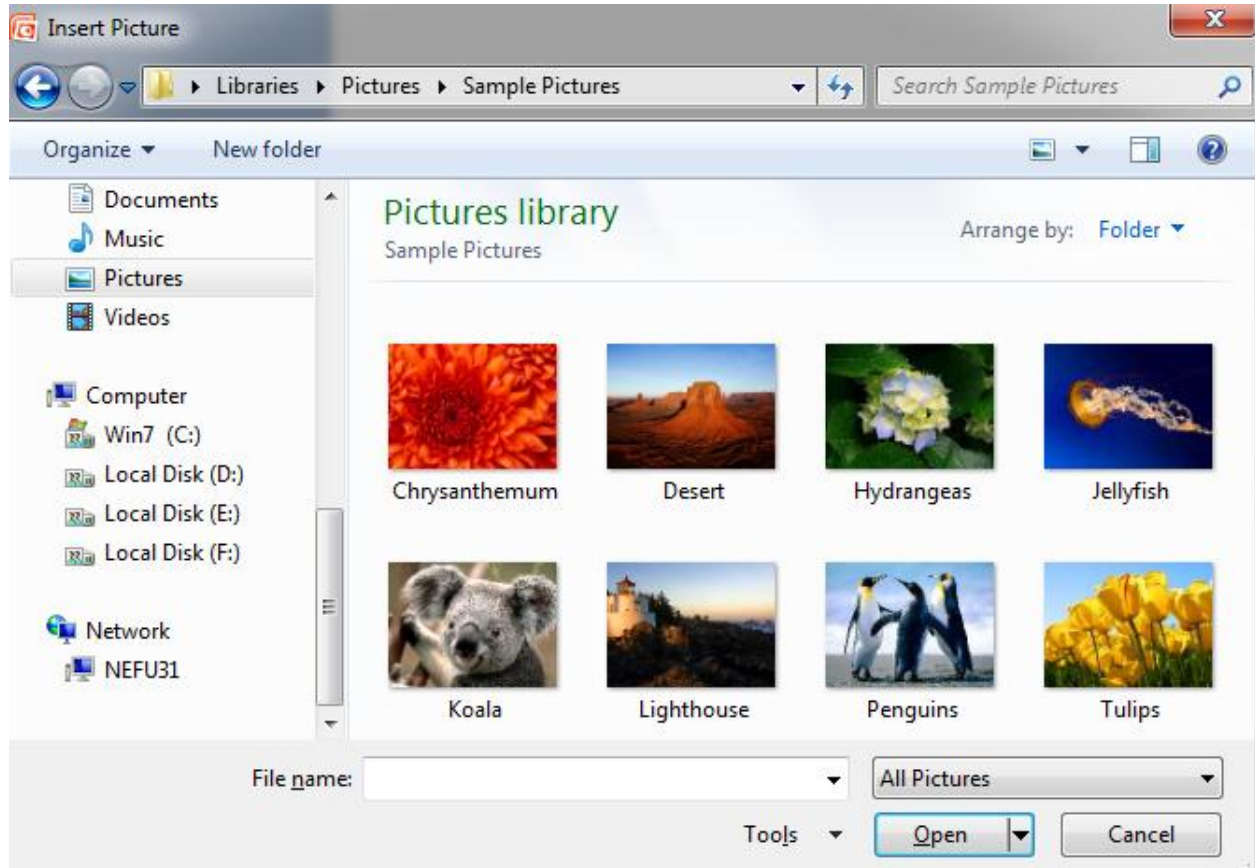 Insert Picture
Libraries Pictures Sample Pictures
Search Sample Pictures
Organize New folder
Documents
Music
Pictures
Videos
Computer
Win7 (C:)
Local Disk (D:)
Local Disk (E:)
Local Disk (F:)
Network
NEFU31
Pictures library
Sample Pictures
Arrange by: Folder
Chrysanthemum Desert Hydrangeas Jellyfish
Koala Lighthouse Penguins Tulips
File name: All Pictures
Tools Open Cancel